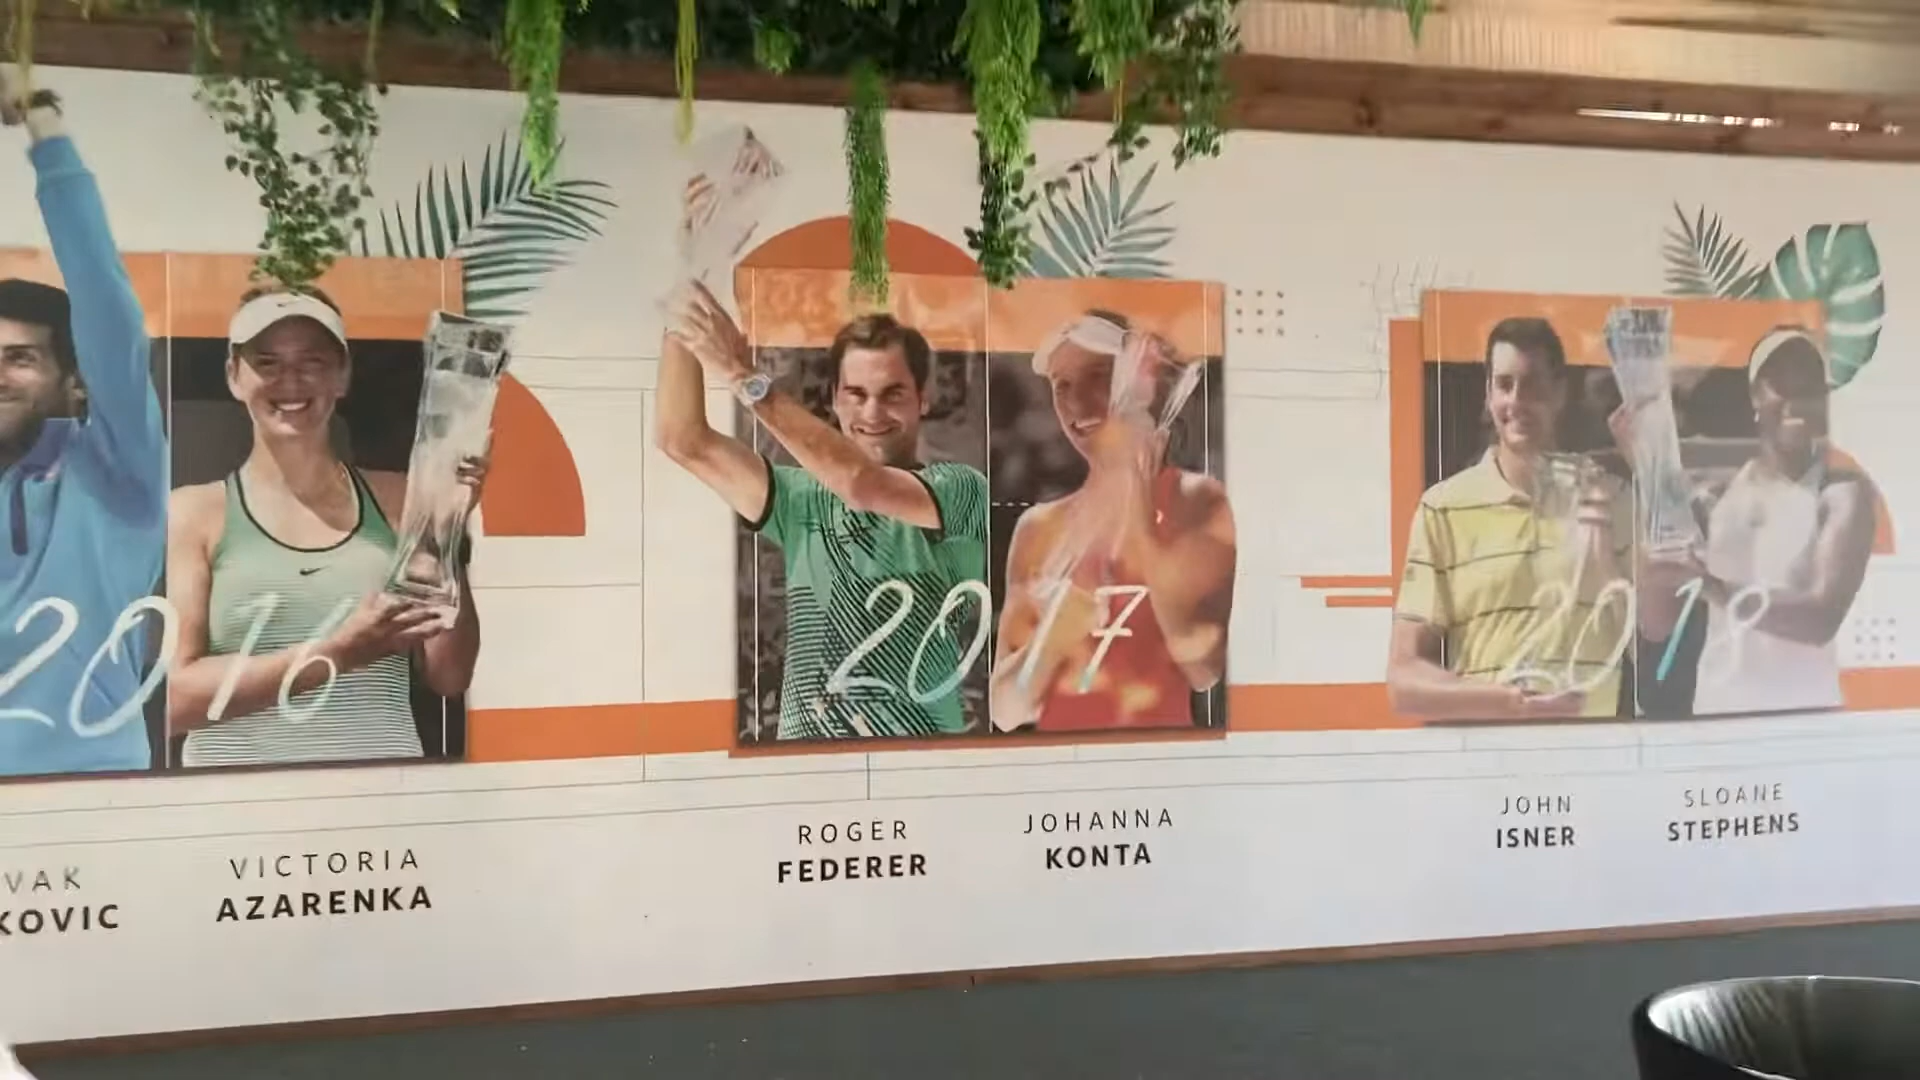 2016
2017
2018
VAK
KOVIC
VICTORIA
AZARENKA
ROGER
FEDERER
JOHANNA
KONTA
JOHN
ISNER
SLOANE
STEPHENS